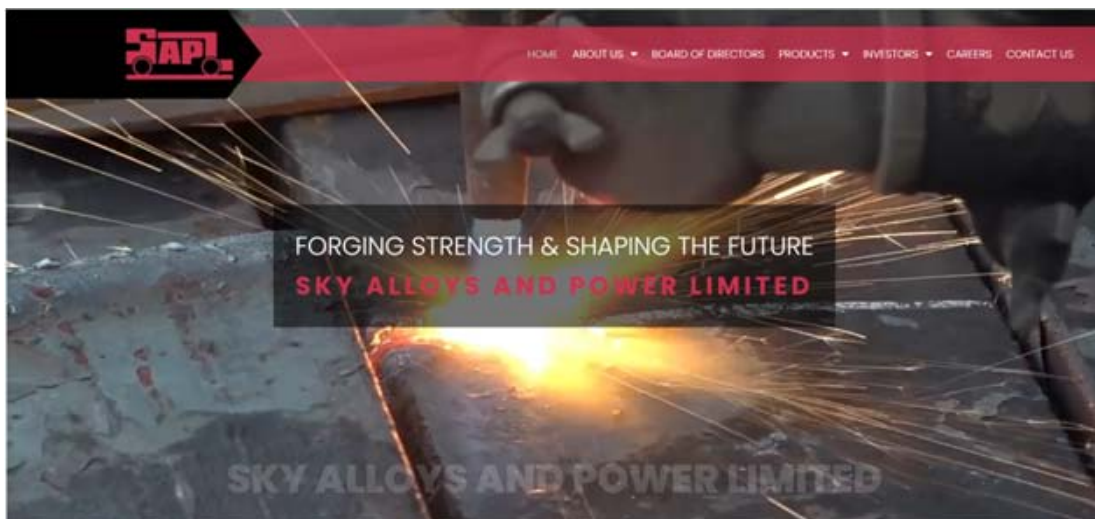 SAPL
HOME ABOUT US BOARD OF DIRECTORS PRODUCTS INVESTORS CAREERS CONTACT US
FORGING STRENGTH & SHAPING THE FUTURE
SKY ALLOYS AND POWER LIMITED
SKY ALLOYS AND POWER LIMITED